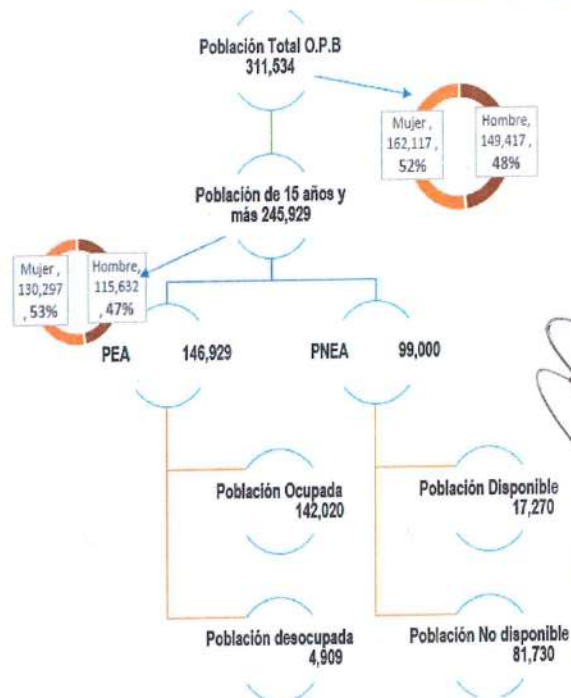 Población Total O.P.B
311,534
Mujer ,
162,117 ,
52%
Hombre,
149,417 ,
48%
Población de 15 años y
más 245,929
Mujer ,
130,297
, 53%
Hombre,
115,632
, 47%
PEA 146,929
PNEA 99,000
Población Ocupada
142,020
Población Disponible
17,270
Población desocupada
4,909
Población No disponible
81,730